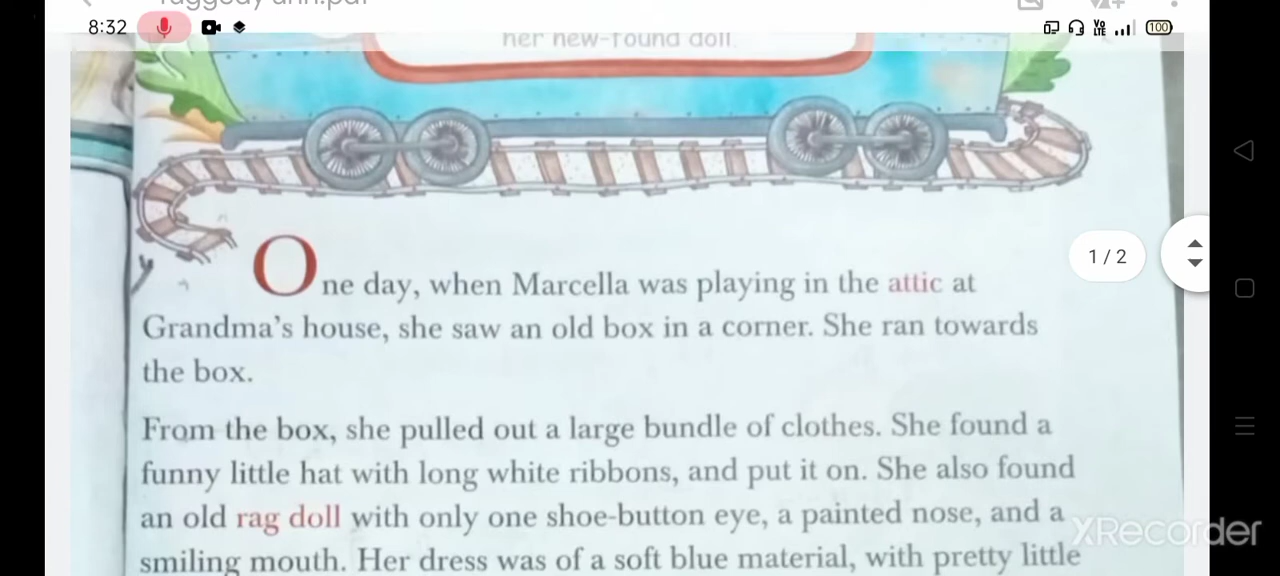 raggedy ann.pdf
8:32
VO
LTE
100
her new-found doll.
1/2
One day, when Marcella was playing in the attic at
Grandma's house, she saw an old box in a corner. She ran towards
the box.
From the box, she pulled out a large bundle of clothes. She found a
funny little hat with long white ribbons, and put it on. She also found
an old rag doll with only one shoe-button eye, a painted nose, and a
smiling mouth. Her dress was of a soft blue material, with pretty little
XRecorder